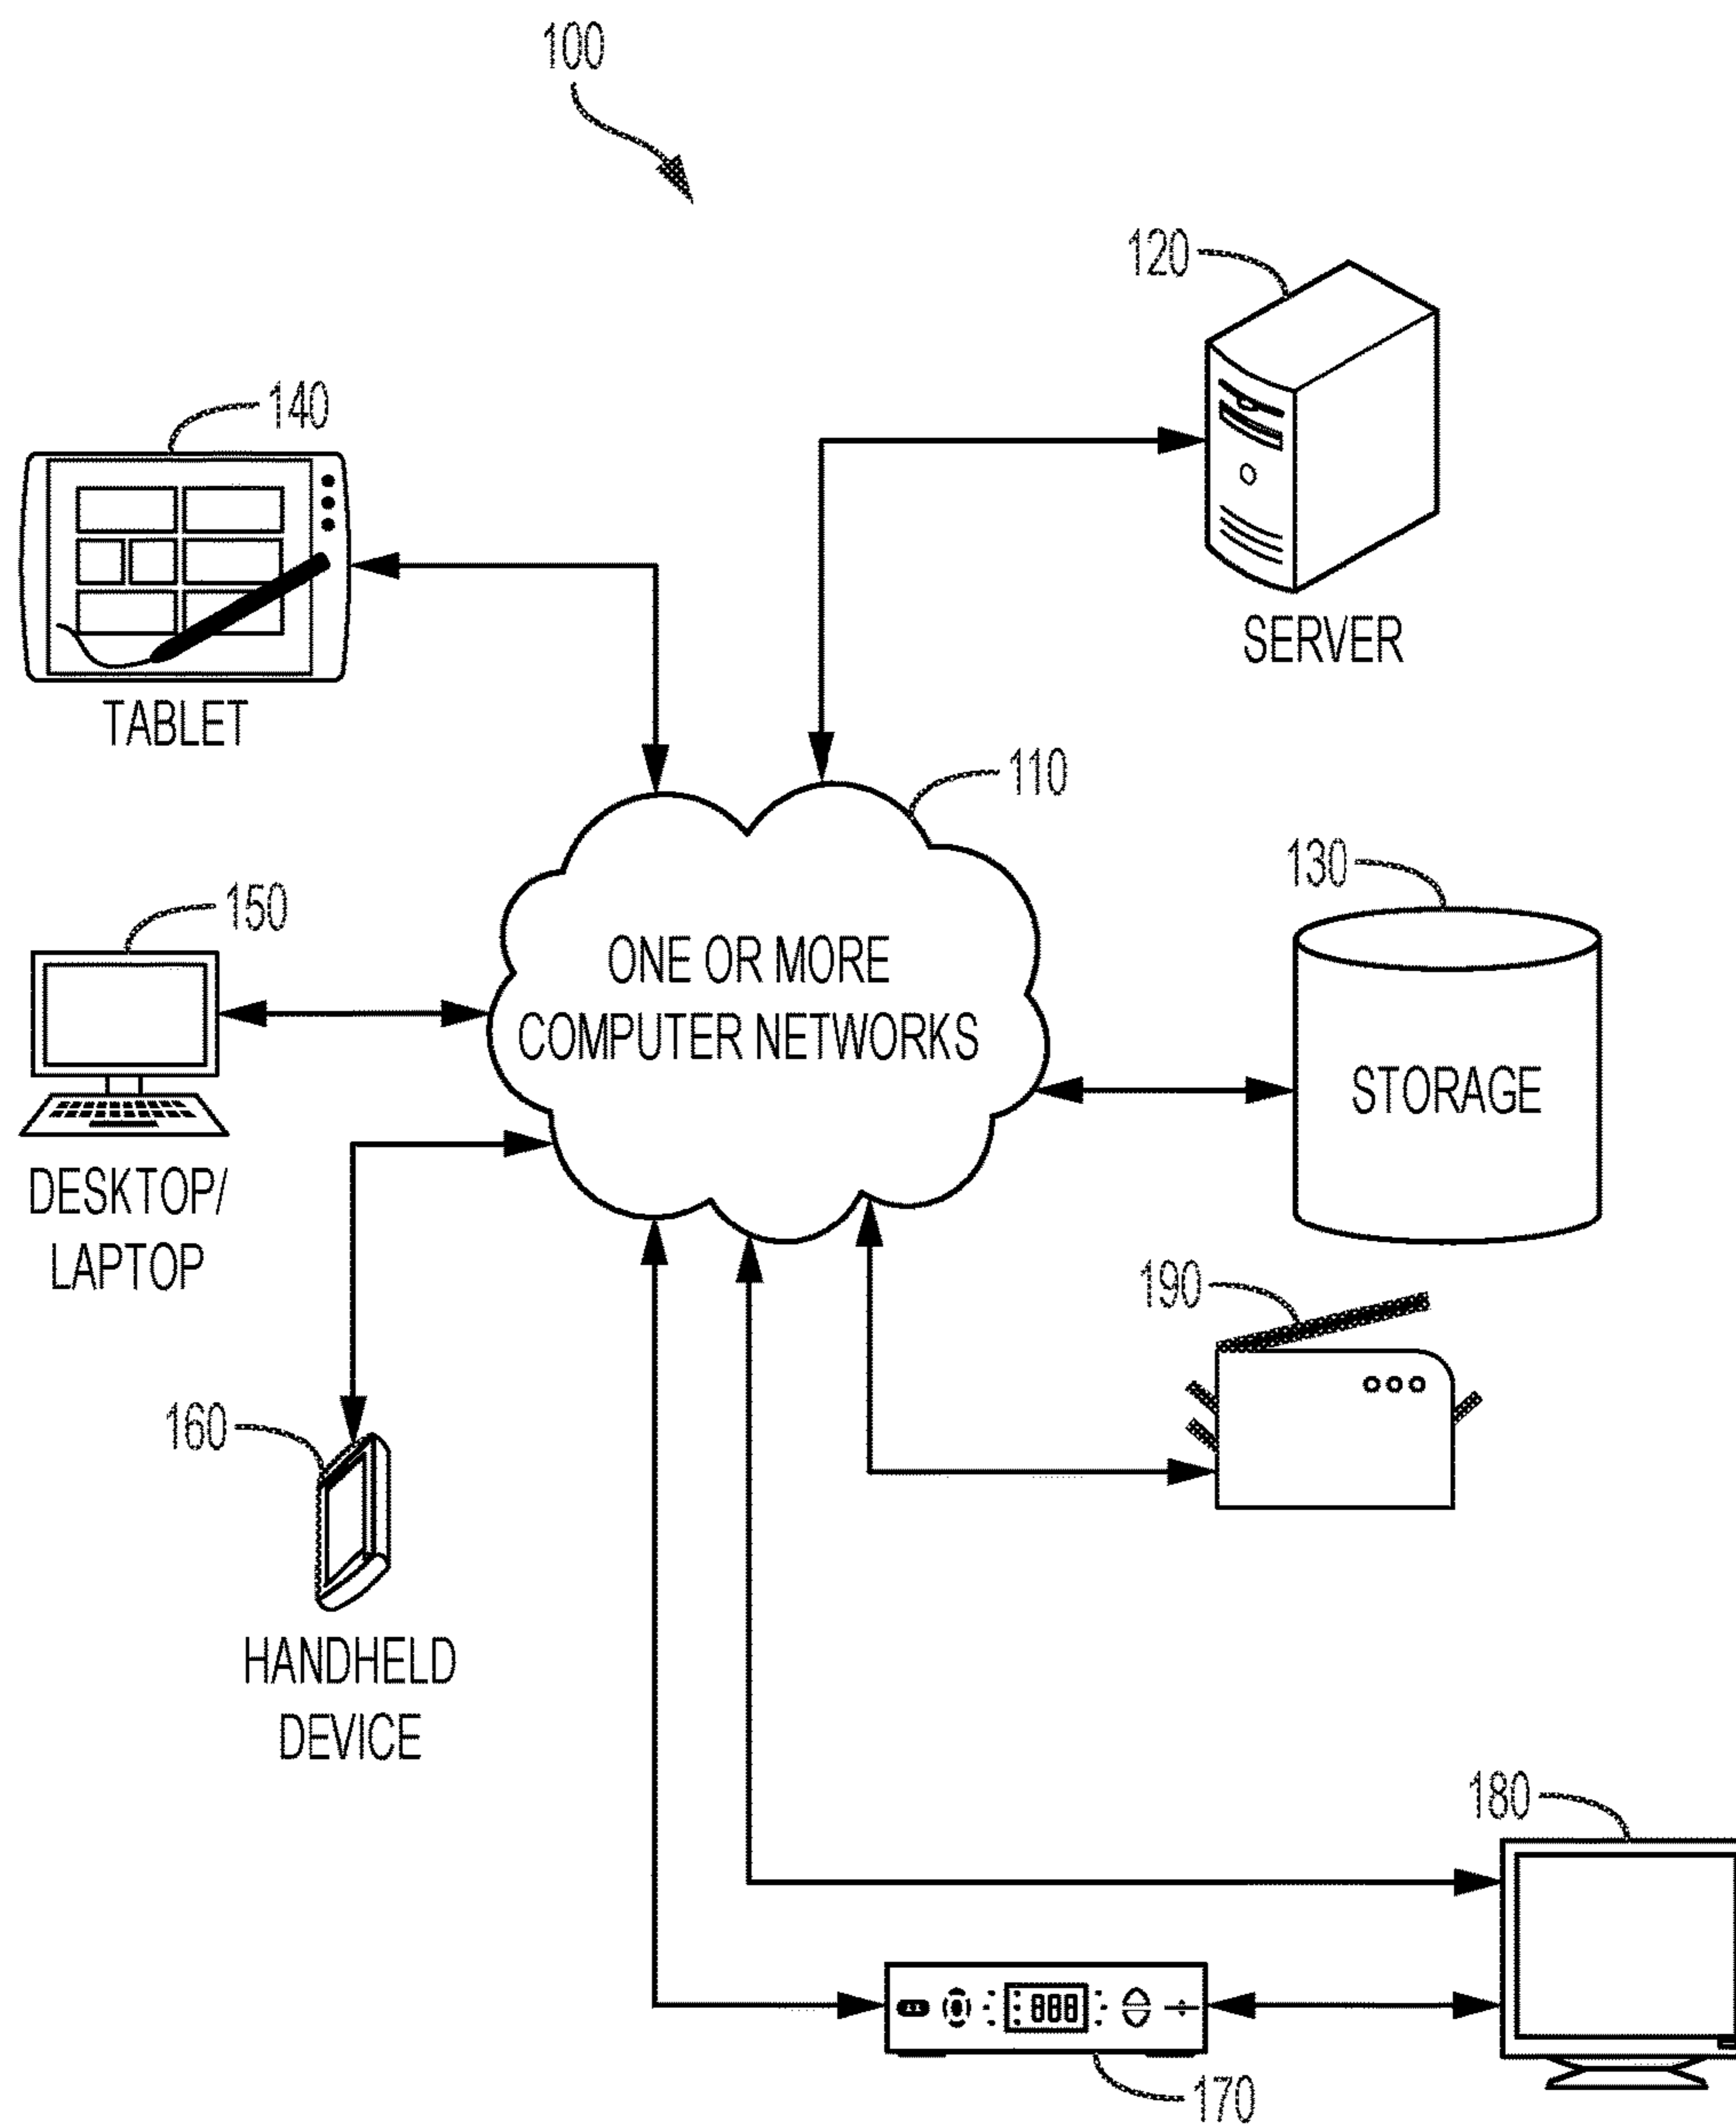 100
120
SERVER
140
TABLET
110
ONE OR MORE
COMPUTER NETWORKS
130
STORAGE
150
DESKTOP/
LAPTOP
190
160
HANDHELD
DEVICE
180
888
170